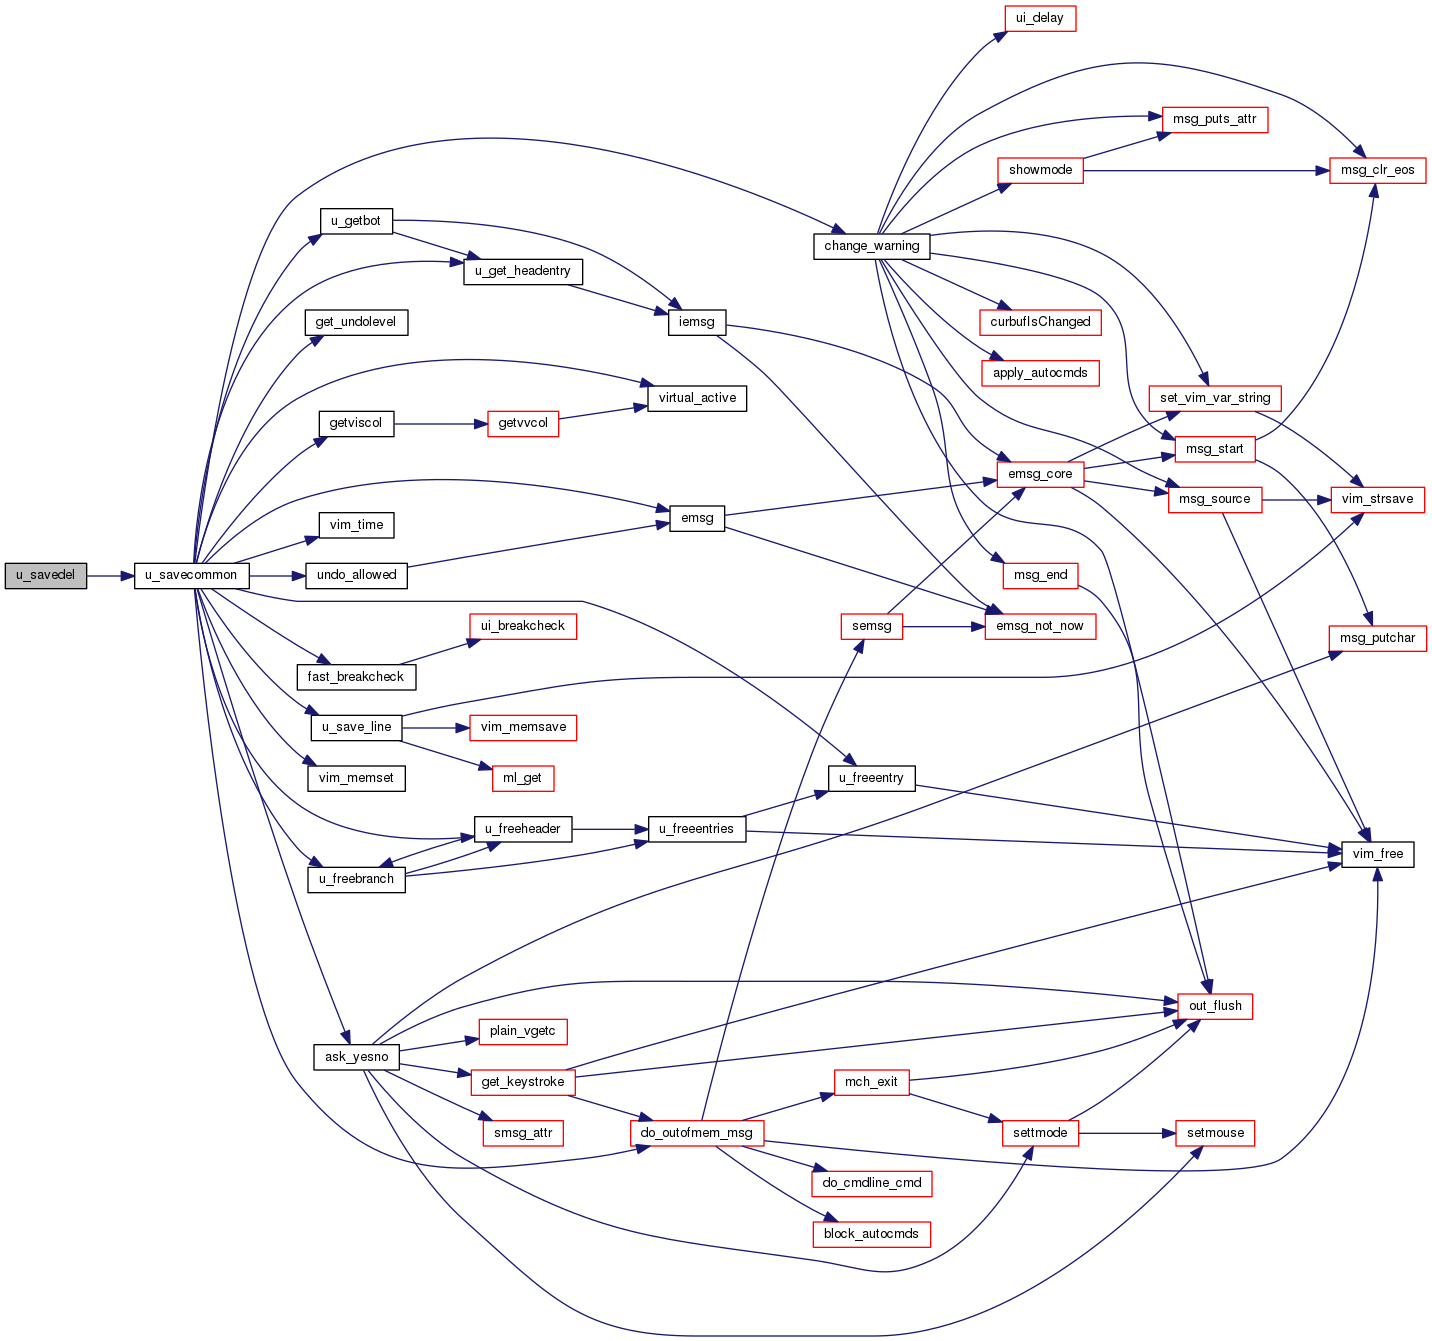 ui_delay
msg_puts_attr
showmode
msg_clr_eos
u_getbot
change_warning
u_get_headentry
get_undolevel
iemsg
curbufIsChanged
apply_autocmds
virtual_active
set_vim_var_string
getviscol
getvvcol
msg_start
emsg_core
msg_source
vim_strsave
vim_time
emsg
u_savedel
u_savecommon
undo_allowed
msg_end
ui_breakcheck
semsg
emsg_not_now
msg_putchar
fast_breakcheck
u_save_line
vim_memsave
vim_memset
ml_get
u_freeentry
u_freeheader
u_freeentries
vim_free
u_freebranch
out_flush
plain_vgetc
ask_yesno
get_keystroke
mch_exit
smsg_attr
do_outofmem_msg
settmode
setmouse
do_cmdline_cmd
block_autocmds